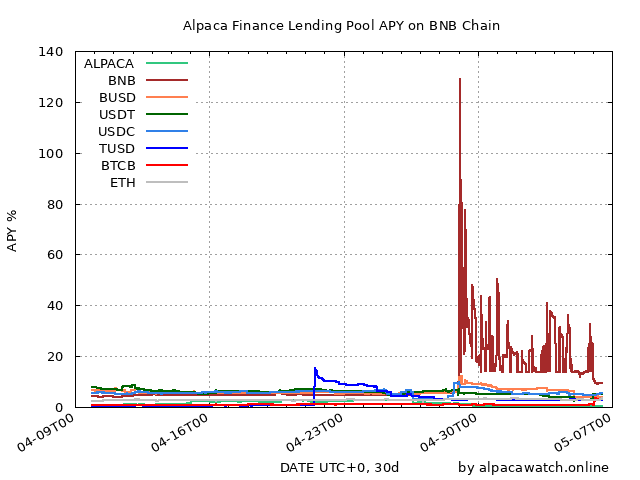 Alpaca Finance Lending Pool APY on BNB Chain
140
120
100
80
60
40
20
0
APY %
ALPACA
BNB
BUSD
USDT
USDC
TUSD
BTCB
ETH
04-09T00
04-16T00
04-23T00
04-30T00
05-07T00
DATE UTC+0, 30d
by alpacawatch.online